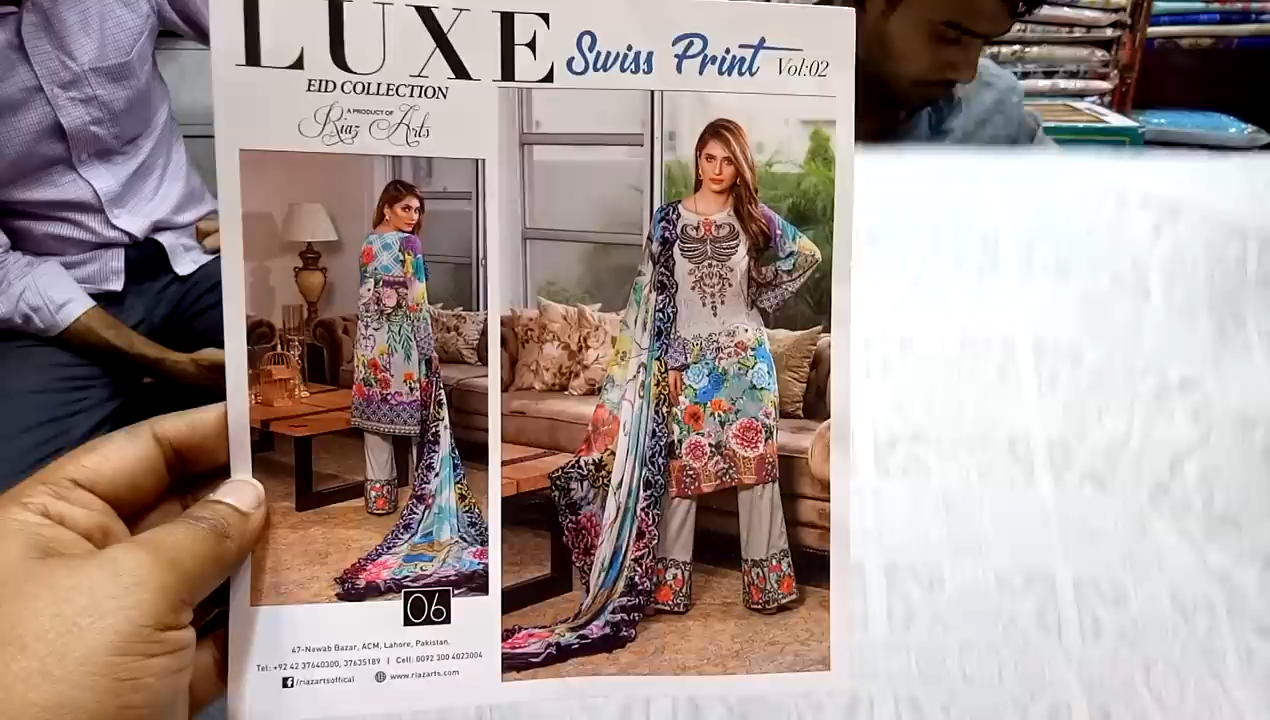 LUXE Swiss Print Vol:02
EID COLLECTION
A PRODUCT OF
Riaz Arts
06
47-Nawab Bazar, ACM, Lahore, Pakistan.
Tel: +92 42 37640300, 37635189 | Cell: 0092 300 4023004
/riazartsoffical www.riazarts.com